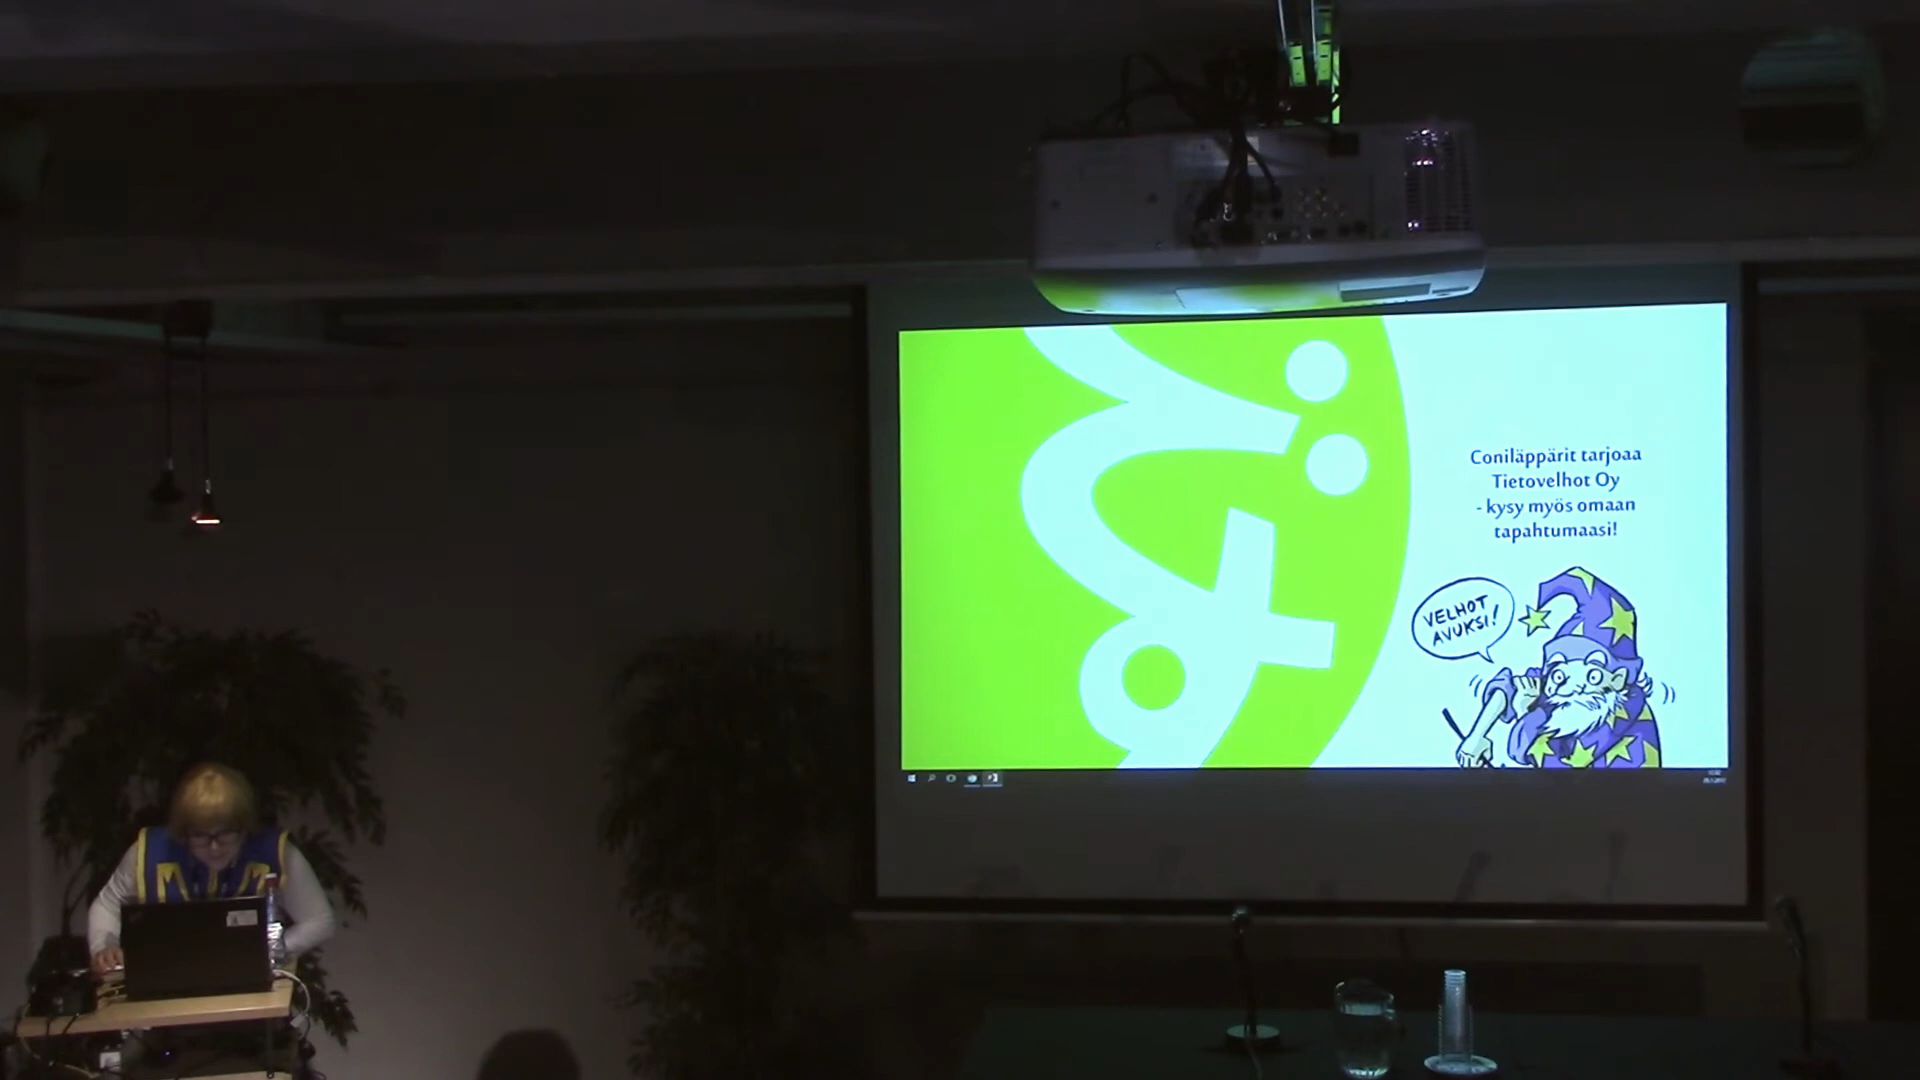 Coniläppärit tarjoaa
Tietovelhot Oy
- kysy myös omaan
tapahtumaasi!
VELHOT
AVUKSI!